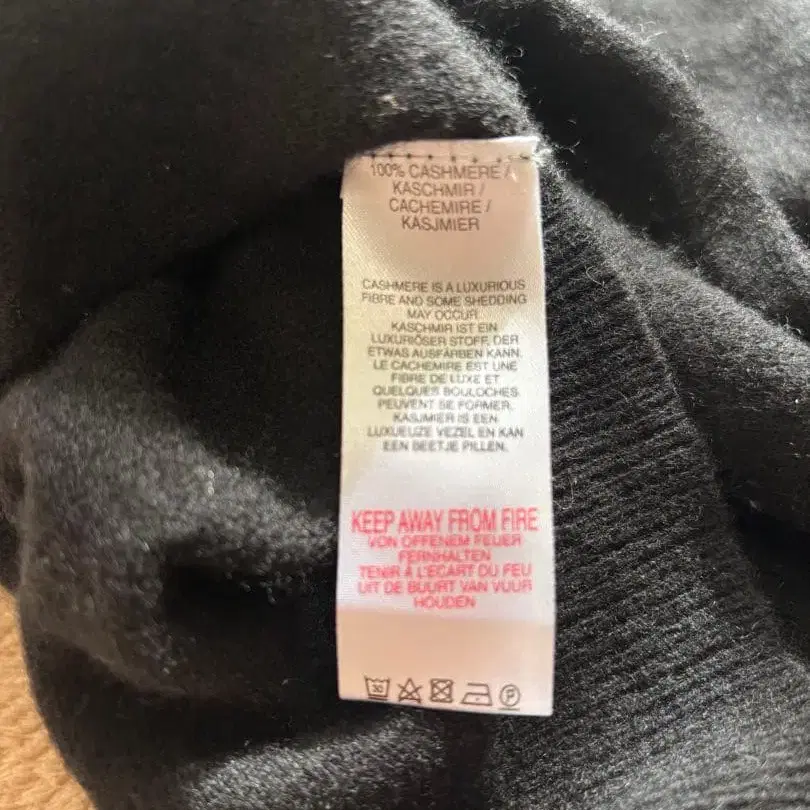 100% CASHMERE /
KASCHMIR /
CACHEMIRE /
KASJMIER
CASHMERE IS A LUXURIOUS
FIBRE AND SOME SHEDDING
MAY OCCUR.
KASCHMIR IST EIN
LUXURIÖSER STOFF, DER
ETWAS AUSFÄRBEN KANN.
LE CACHEMIRE EST UNE
FIBRE DE LUXE ET
QUELQUES BOULOCHES
PEUVENT SE FORMER.
KASJMIER IS EEN
LUXUEUZE VEZEL EN KAN
EEN BEETJE PILLEN.
KEEP AWAY FROM FIRE
VON OFFENEM FEUER
FERNHALTEN
TENIR À L'ECART DU FEU
UIT DE BUURT VAN VUUR
HOUDEN
30 P